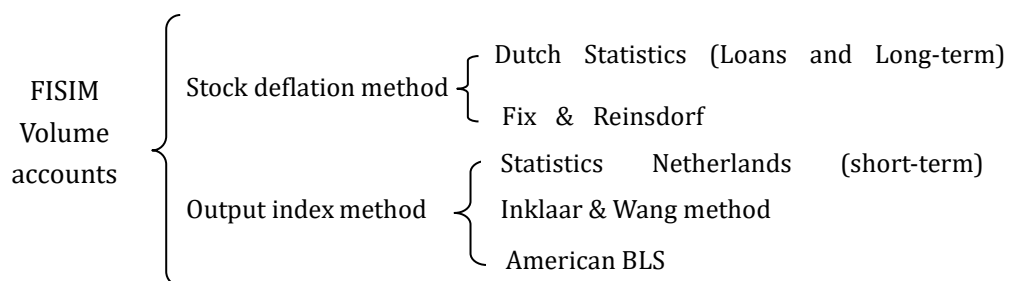 FISIM
Volume
accounts
Stock deflation method
Dutch Statistics (Loans and Long-term)
Fix & Reinsdorf
Output index method
Statistics Netherlands (short-term)
Inklaar & Wang method
American BLS